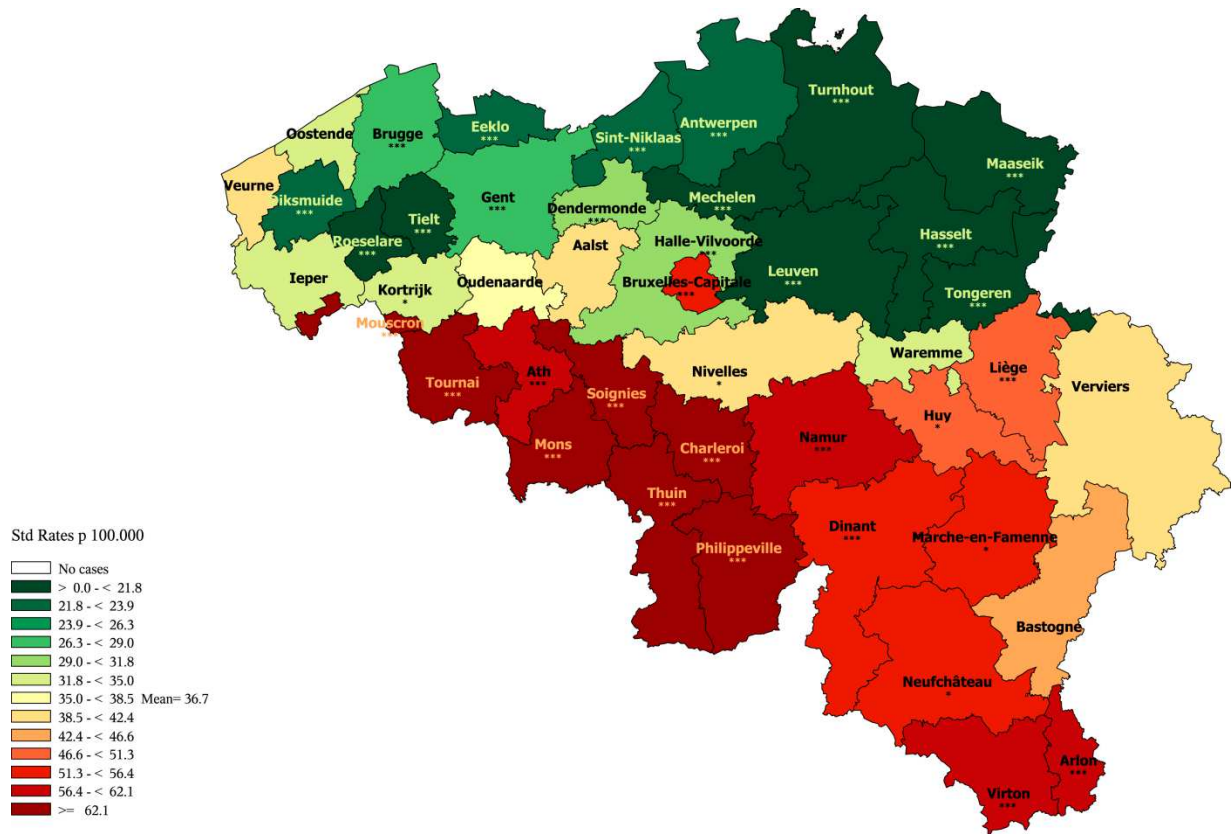 Turnhout
***
Oostende
Brugge
***
Eeklo
***
Sint-Niklaas
***
Antwerpen
***
Maaseik
***
Veurne
Diksmuide
***
Tielt
***
Gent
***
Dendermonde
***
Mechelen
***
Roeselare
***
Aalst
Halle-Vilvoorde
***
Hasselt
***
Ieper
Kortrijk
*
Oudenaarde
Bruxelles-Capitale
***
Leuven
***
Tongeren
***
Mouscron
***
Tournai
***
Ath
***
Soignies
***
Nivelles
*
Waremme
Liège
***
Verviers
Huy
*
Mons
***
Charleroi
***
Namur
***
Thuin
***
Philippeville
***
Dinant
***
Marche-en-Famenne
*
Bastogne
Neufchâteau
*
Virton
***
Arlon
***
Std Rates p 100.000
No cases
> 0.0 - < 21.8
21.8 - < 23.9
23.9 - < 26.3
26.3 - < 29.0
29.0 - < 31.8
31.8 - < 35.0
35.0 - < 38.5 Mean= 36.7
38.5 - < 42.4
42.4 - < 46.6
46.6 - < 51.3
51.3 - < 56.4
56.4 - < 62.1
>= 62.1